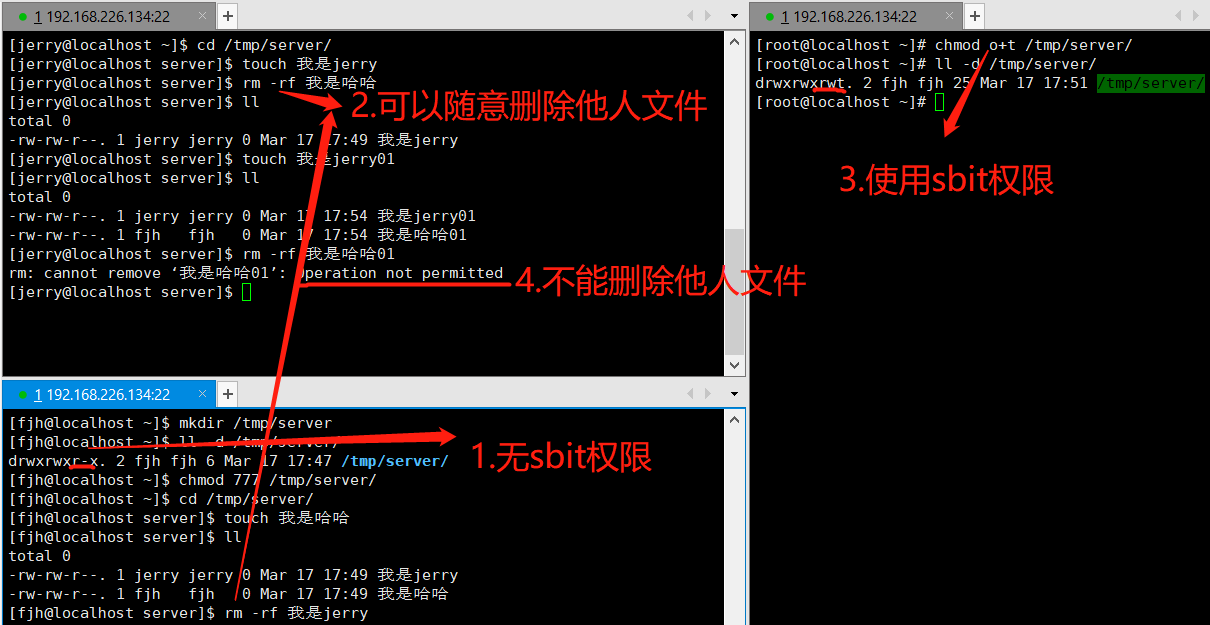 1 192.168.226.134:22
[jerry@localhost ~]$ cd /tmp/server/
[jerry@localhost server]$ touch 我是jerry
[jerry@localhost server]$ rm -rf 我是哈哈
[jerry@localhost server]$ ll
total 0
-rw-rw-r--. 1 jerry jerry 0 Mar 17 17:49 我是jerry
[jerry@localhost server]$ touch 我是jerry01
[jerry@localhost server]$ ll
total 0
-rw-rw-r--. 1 jerry jerry 0 Mar 17 17:54 我是jerry01
-rw-rw-r--. 1 fjh   fjh   0 Mar 17 17:54 我是哈哈01
[jerry@localhost server]$ rm -rf 我是哈哈01
rm: cannot remove ‘我是哈哈01’: Operation not permitted
[jerry@localhost server]$
2.可以随意删除他人文件
4.不能删除他人文件
1 192.168.226.134:22
[root@localhost ~]# chmod o+t /tmp/server/
[root@localhost ~]# ll -d /tmp/server/
drwxrwxrwt. 2 fjh fjh 25 Mar 17 17:51 /tmp/server/
[root@localhost ~]#
3.使用sbit权限
1 192.168.226.134:22
[fjh@localhost ~]$ mkdir /tmp/server
[fjh@localhost ~]$ ll -d /tmp/server/
drwxrwxr-x. 2 fjh fjh 6 Mar 17 17:47 /tmp/server/
[fjh@localhost ~]$ chmod 777 /tmp/server/
[fjh@localhost ~]$ cd /tmp/server/
[fjh@localhost server]$ touch 我是哈哈
[fjh@localhost server]$ ll
total 0
-rw-rw-r--. 1 jerry jerry 0 Mar 17 17:49 我是jerry
-rw-rw-r--. 1 fjh   fjh   0 Mar 17 17:49 我是哈哈
[fjh@localhost server]$ rm -rf 我是jerry
1.无sbit权限